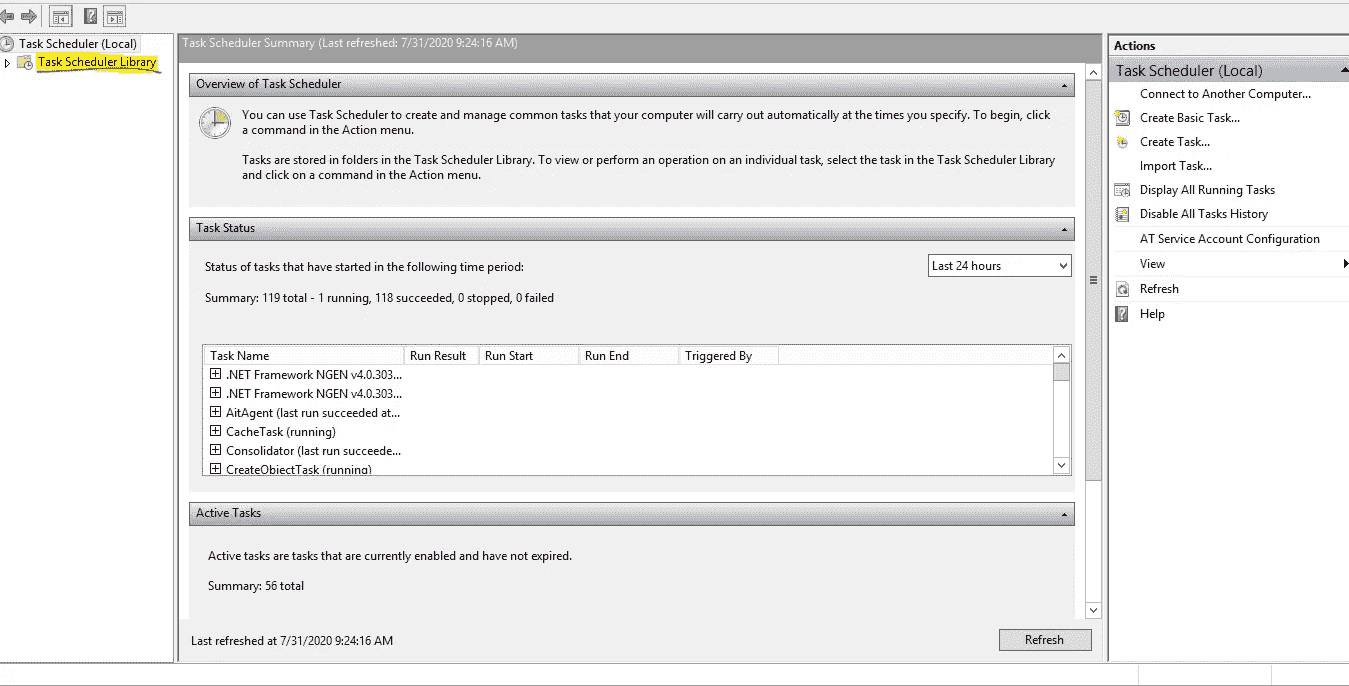 Task Scheduler (Local)
Task Scheduler Library
Task Scheduler Summary (Last refreshed: 7/31/2020 9:24:16 AM)
Overview of Task Scheduler
You can use Task Scheduler to create and manage common tasks that your computer will carry out automatically at the times you specify. To begin, click
a command in the Action menu.
Tasks are stored in folders in the Task Scheduler Library. To view or perform an operation on an individual task, select the task in the Task Scheduler Library
and click on a command in the Action menu.
Task Status
Status of tasks that have started in the following time period:
Last 24 hours
Summary: 119 total - 1 running, 118 succeeded, 0 stopped, 0 failed
Task Name Run Result Run Start Run End Triggered By
.NET Framework NGEN v4.0.303...
.NET Framework NGEN v4.0.303...
AitAgent (last run succeeded at...
CacheTask (running)
Consolidator (last run succeede...
CreateObjectTask (running)
Active Tasks
Active tasks are tasks that are currently enabled and have not expired.
Summary: 56 total
Last refreshed at 7/31/2020 9:24:16 AM
Refresh
Actions
Task Scheduler (Local)
Connect to Another Computer...
Create Basic Task...
Create Task...
Import Task...
Display All Running Tasks
Disable All Tasks History
AT Service Account Configuration
View
Refresh
Help